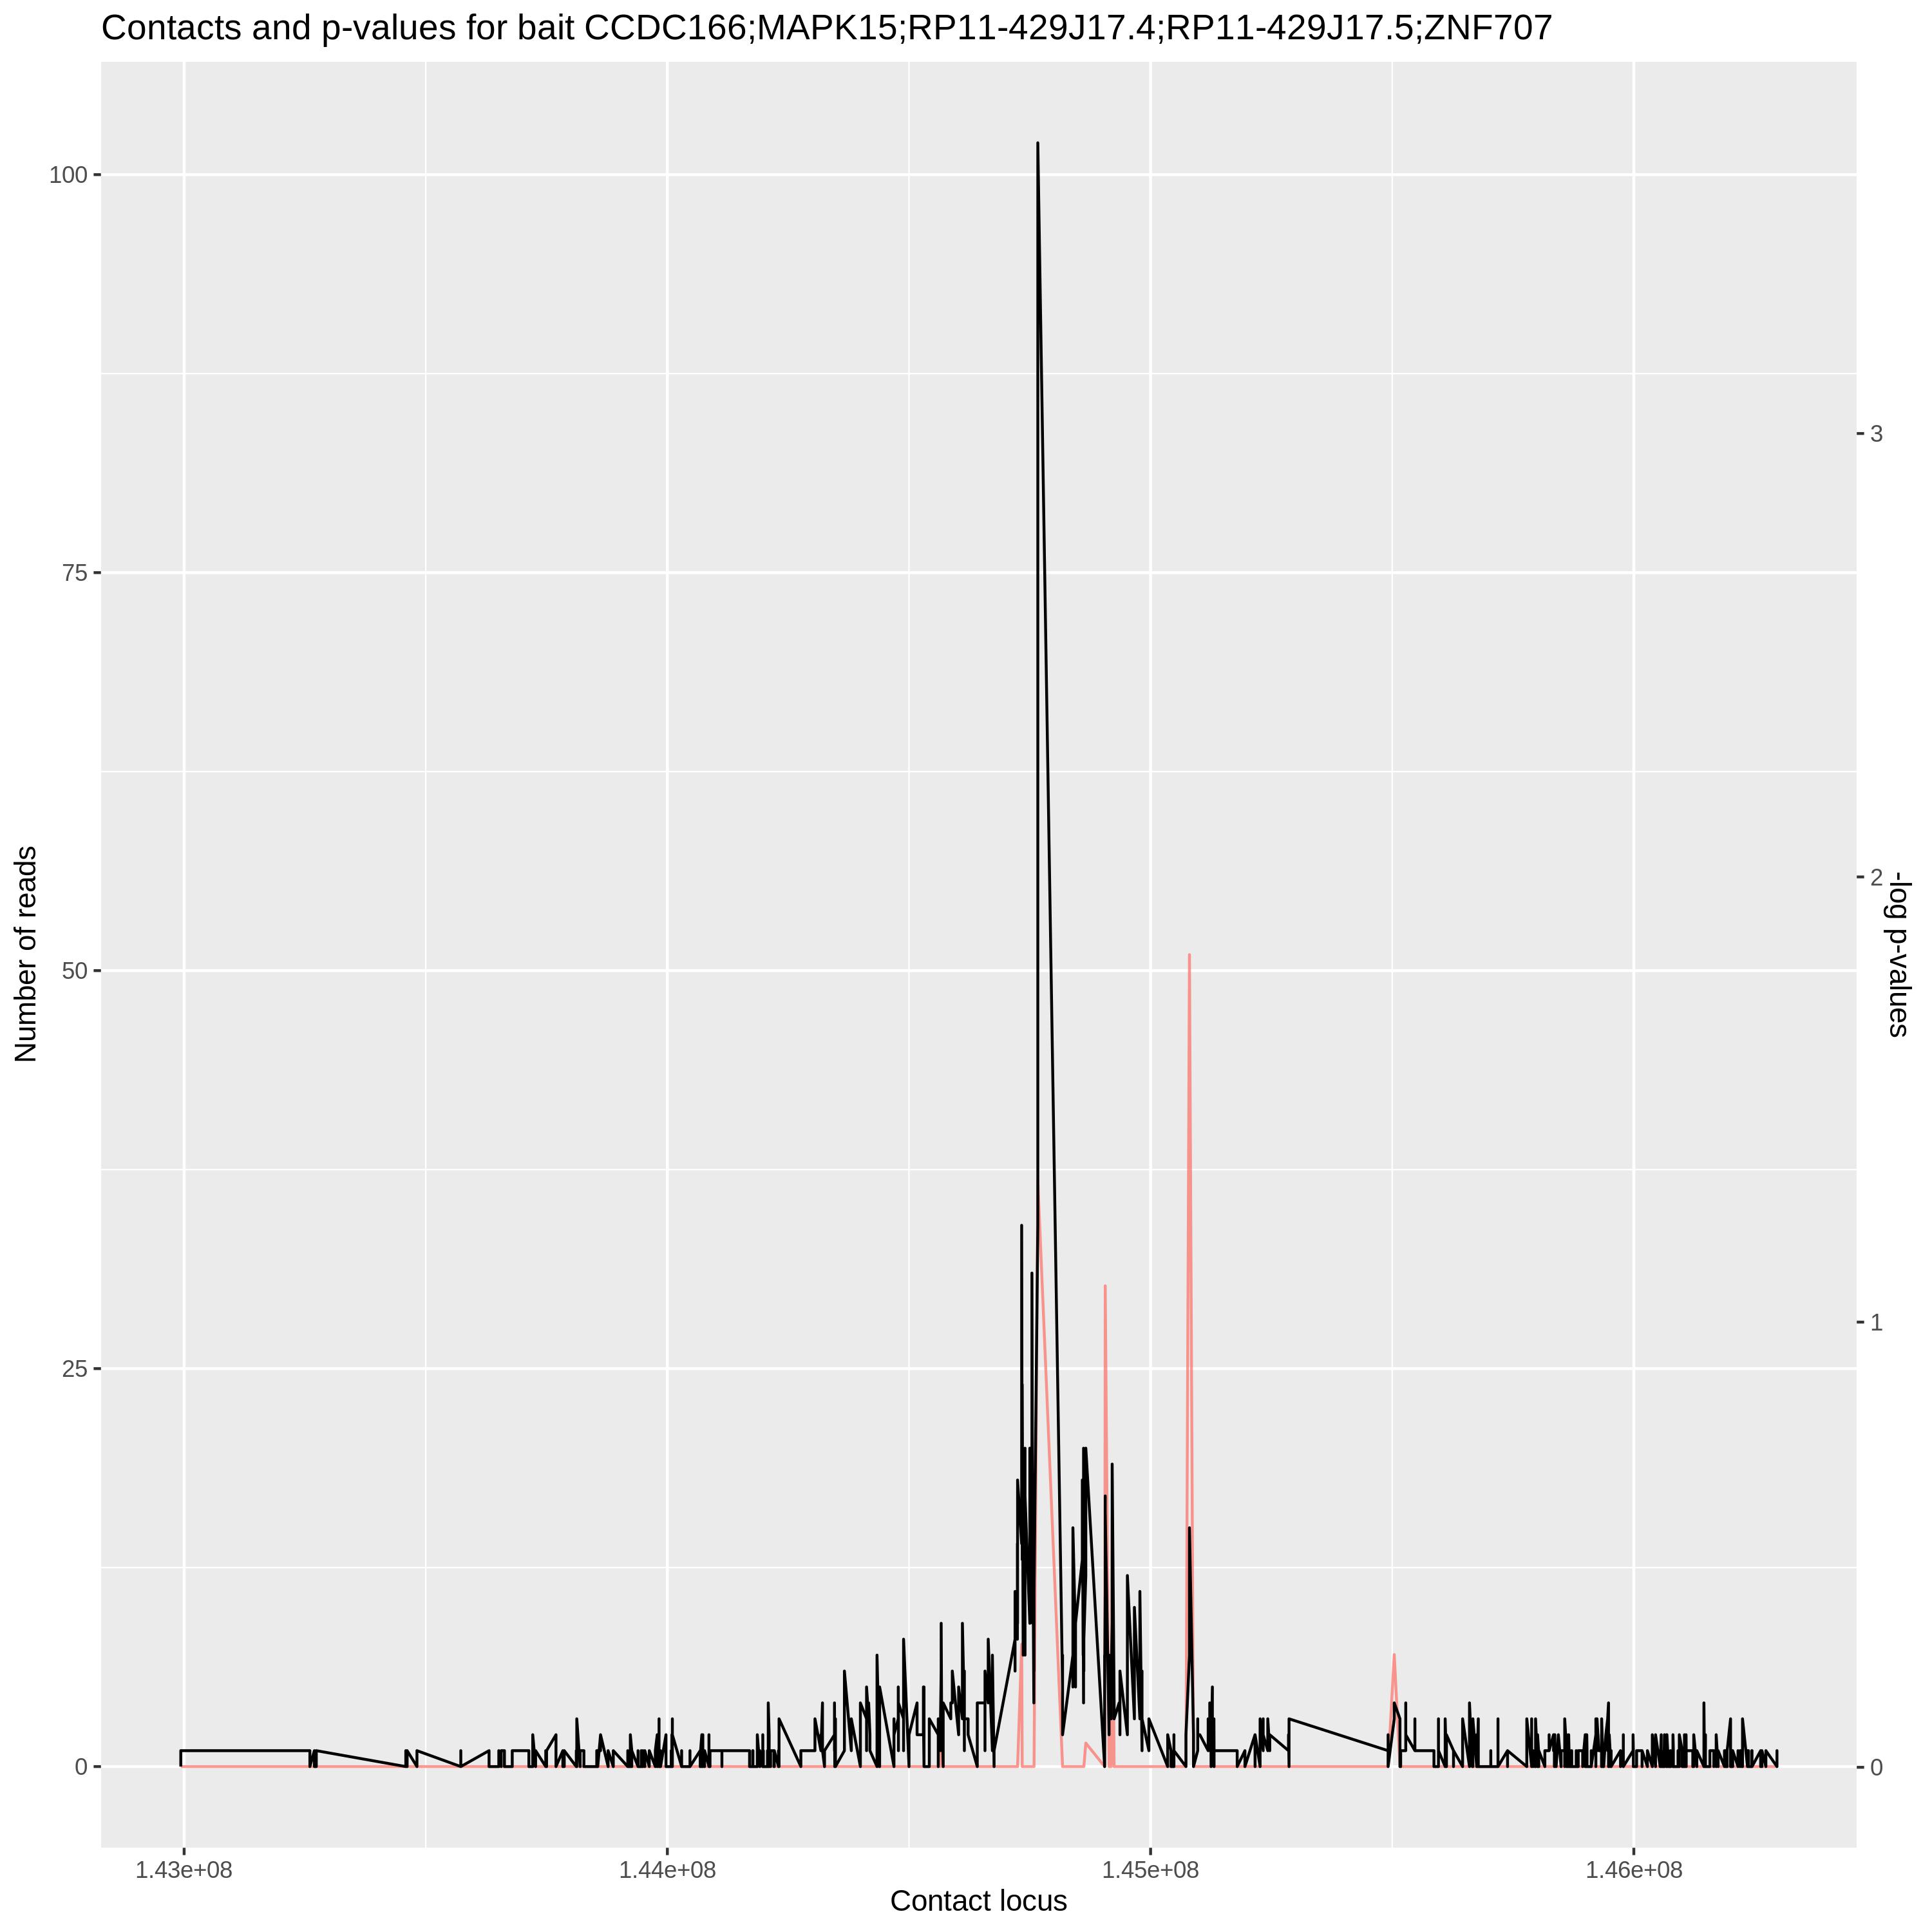 Contacts and p-values for bait CCDC166;MAPK15;RP11-429J17.4;RP11-429J17.5;ZNF707
100
75
50
25
0
Number of reads
3
2
1
0
-log p-values
1.43e+08
1.44e+08
1.45e+08
1.46e+08
Contact locus